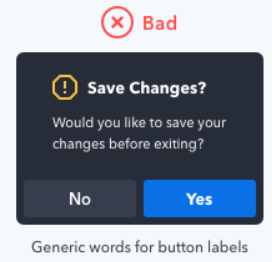 Bad
Save Changes?
Would you like to save your
changes before exiting?
No Yes
Generic words for button labels